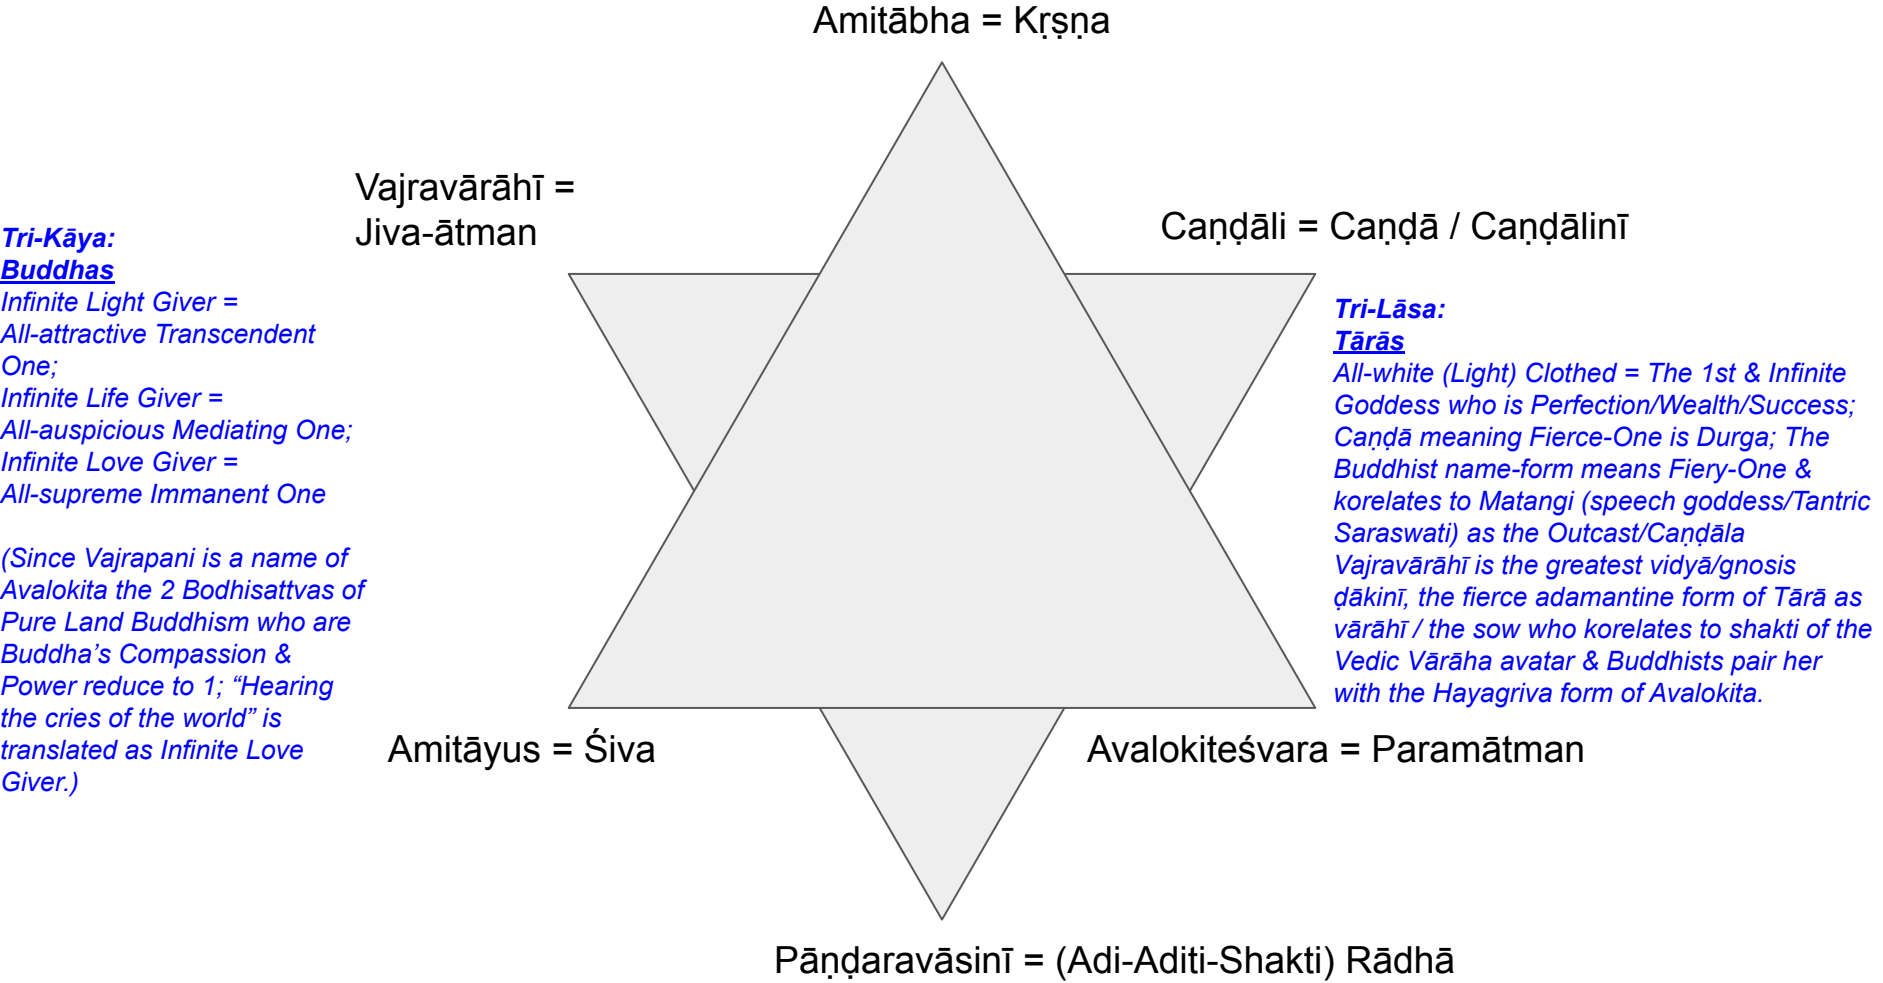 Amitābha = Kṛṣṇa
Vajravārāhī =
Jiva-ātman
Caṇḍāli = Caṇḍā / Caṇḍālinī
Tri-Kāya:
Buddhas
Infinite Light Giver =
All-attractive Transcendent
One;
Infinite Life Giver =
All-auspicious Mediating One;
Infinite Love Giver =
All-supreme Immanent One
(Since Vajrapani is a name of
Avalokita the 2 Bodhisattvas of
Pure Land Buddhism who are
Buddha’s Compassion &
Power reduce to 1; “Hearing
the cries of the world” is
translated as Infinite Love
Giver.)
Tri-Lāsa:
Tārās
All-white (Light) Clothed = The 1st & Infinite
Goddess who is Perfection/Wealth/Success;
Caṇḍā meaning Fierce-One is Durga; The
Buddhist name-form means Fiery-One &
korelates to Matangi (speech goddess/Tantric
Saraswati) as the Outcast/Caṇḍāla
Vajravārāhī is the greatest vidyā/gnosis
ḍākinī, the fierce adamantine form of Tārā as
vārāhī / the sow who korelates to shakti of the
Vedic Vārāha avatar & Buddhists pair her
with the Hayagriva form of Avalokita.
Amitāyus = Śiva
Avalokiteśvara = Paramātman
Pāṇḍaravāsinī = (Adi-Aditi-Shakti) Rādhā